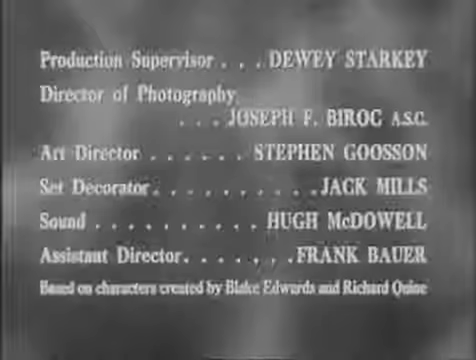 Production Supervisor . . . DEWEY STARKEY
Director of Photography
. . . JOSEPH F. BIROC A.S.C.
Art Director . . . . . . STEPHEN GOOSSON
Set Decorator. . . . . . . . . . JACK MILLS
Sound . . . . . . . . . . HUGH McDOWELL
Assistant Director. . . . . . . FRANK BAUER
Based on characters created by Blake Edwards and Richard Quine